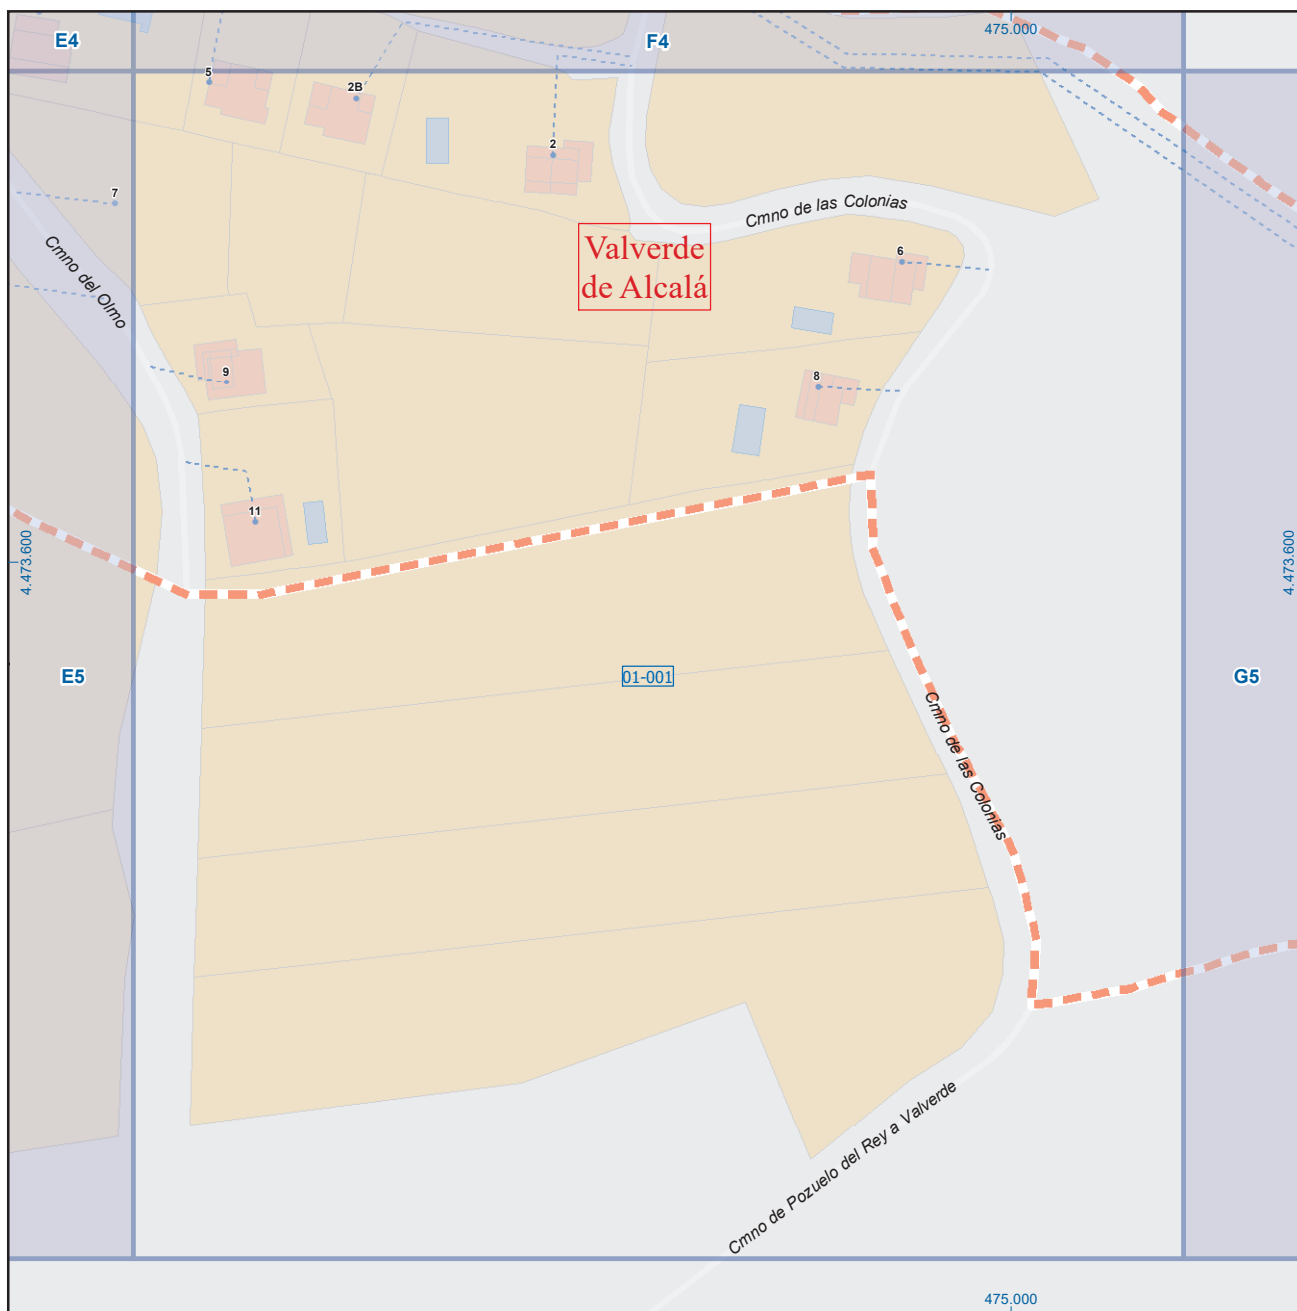 E4
F4
475.000
5
2B
2
7
Cmno de las Colonias
Valverde
de Alcalá
6
Cmno del Olmo
9
8
11
4.473.600
4.473.600
E5
01-001
G5
Cmno de las Colonias
Cmno de Pozuelo del Rey a Valverde
475.000